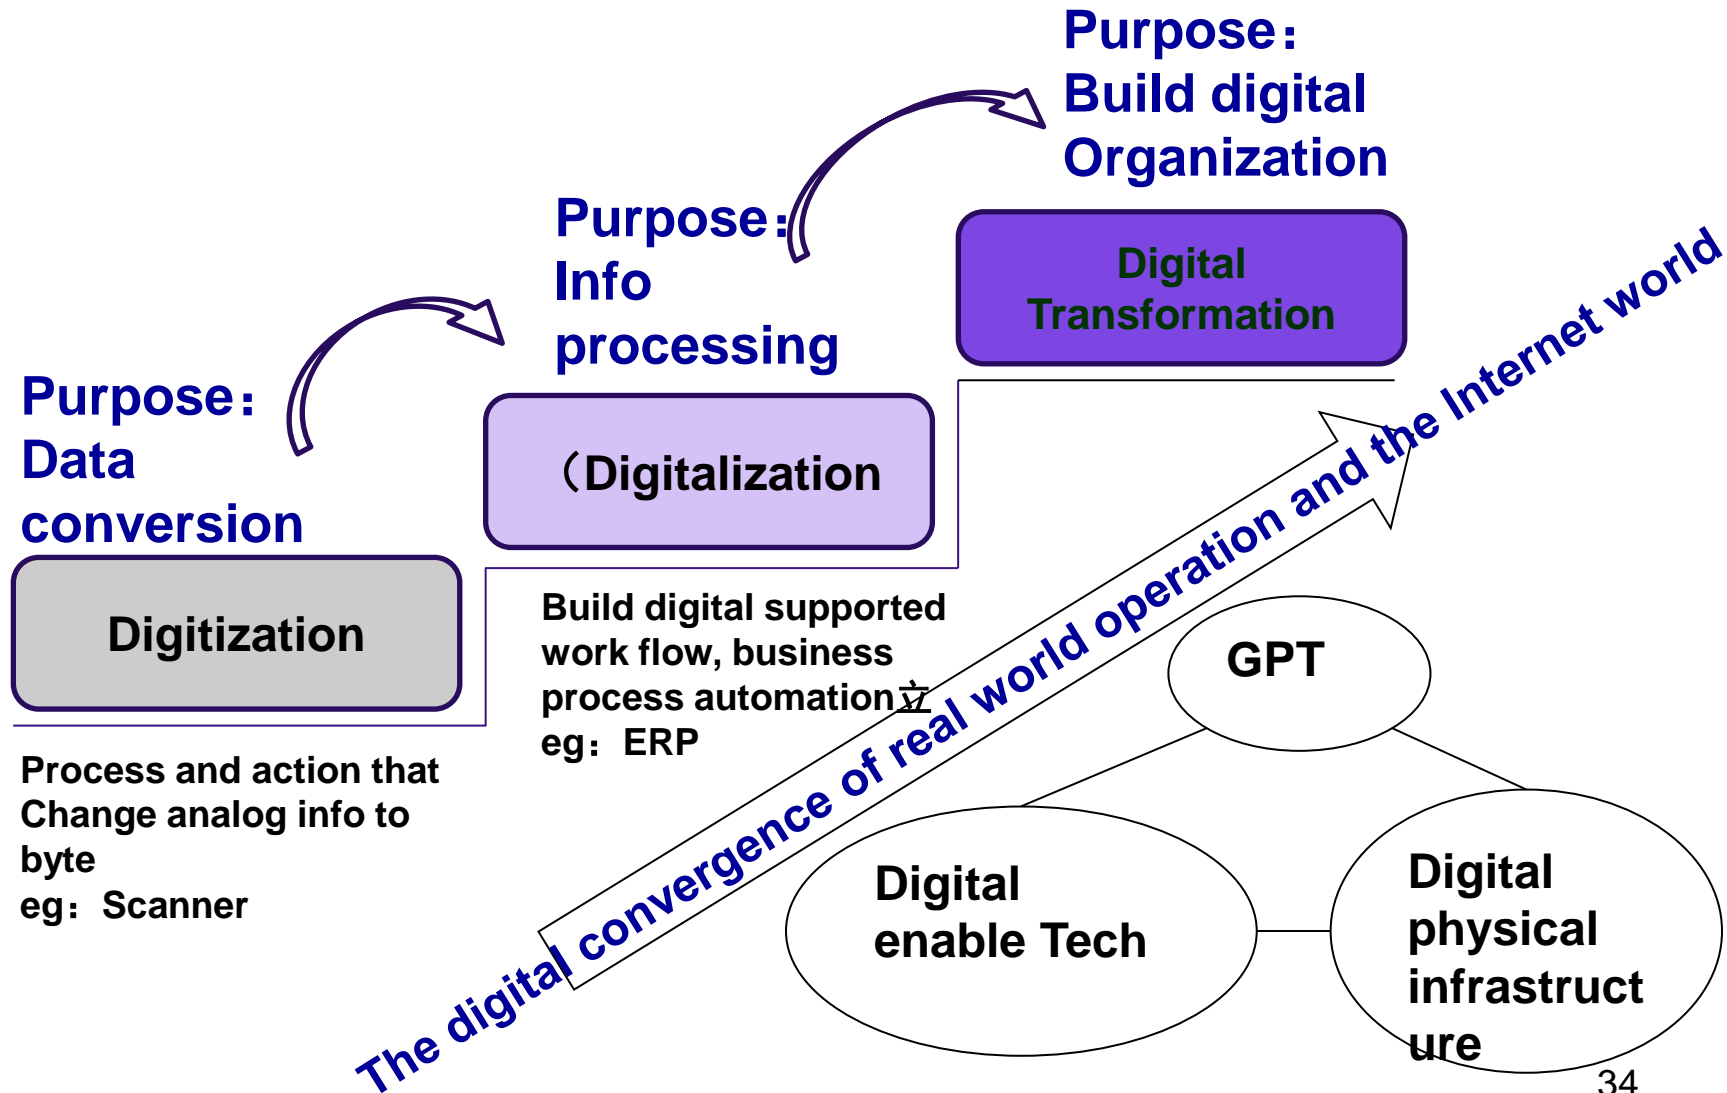 Purpose：
Build digital
Organization
Purpose：
Info
processing
Digital
Transformation
Purpose：
Data
conversion
（Digitalization
Digitization
Build digital supported
work flow, business
process automation立
eg：ERP
Process and action that
Change analog info to
byte
eg：Scanner
The digital convergence of real world operation and the Internet world
GPT
Digital
enable Tech
Digital
physical
infrastruct
ure
34